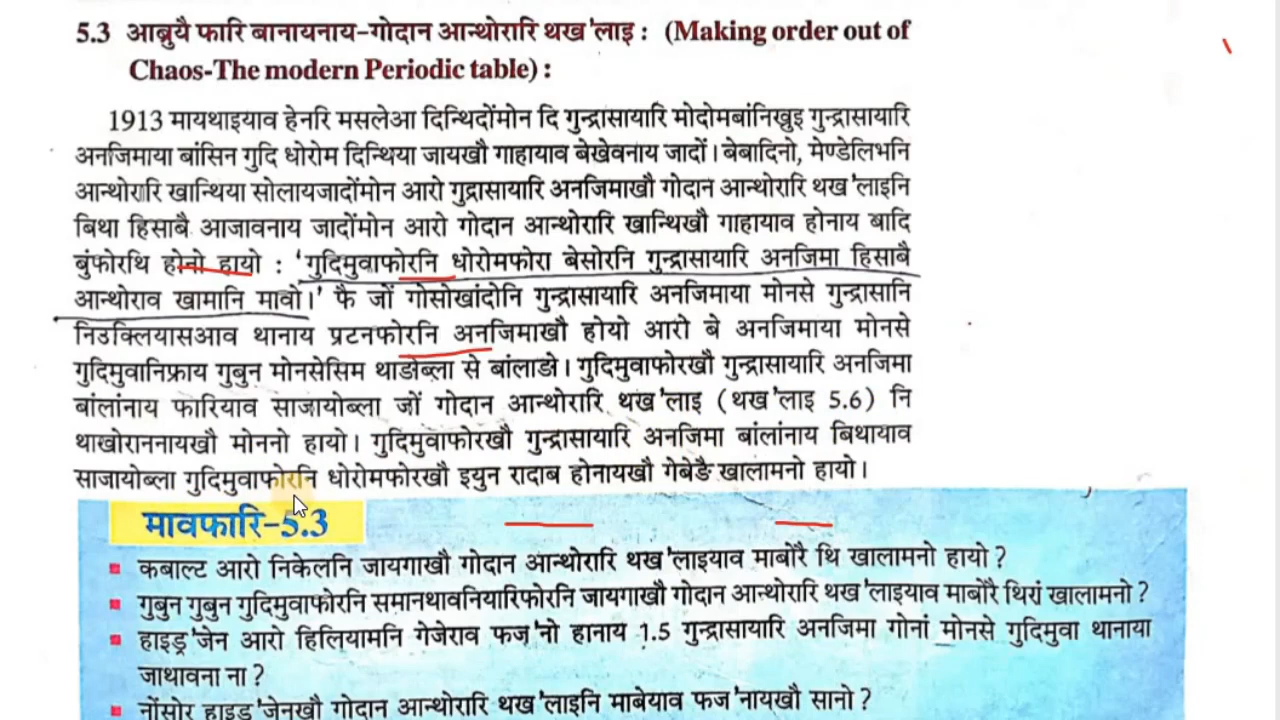 5.3 आब्रुयै फारि बानायनाय-गोदान आन्थोरारि थख'लाइ : (Making order out of
Chaos-The modern Periodic table) :
1913 मायथाइयाव हेनरि मसलेआ दिन्थिदोंमोन दि गुन्द्रासायारि मोदोमबांनिख्रुइ गुन्द्रासायारि
अनजिमाया बांसिन गुदि धोरोम दिन्थिया जायखौ गाहायाव बेखेवनाय जादों। बेबादिनो, मेण्डेलिभनि
आन्थोरारि खान्थिया सोलायजादोंमोन आरो गुद्रासायारि अनजिमाखौ गोदान आन्थोरारि थख'लाइनि
बिथा हिसाबै आजावनाय जादोंमोन आरो गोदान आन्थोरारि खान्थिखौ गाहायाव होनाय बादि
बुंफोरथि होनो हायो : 'गुदिमुवाफोरनि धोरोमफोरा बेसोरनि गुन्द्रासायारि अनजिमा हिसाबै
आन्थोराव खामानि मावो।' फै जों गोसोखांदोनि गुन्द्रासायारि अनजिमाया मोनसे गुन्द्रासानि
निउक्लियासआव थानाय प्रटनफोरनि अनजिमाखौ होयो आरो बे अनजिमाया मोनसे
गुदिमुवानिफ्राय गुबुन मोनसेसिम थाङोब्ला से बांलाङो। गुदिमुवाफोरखौ गुन्द्रासायारि अनजिमा
बांलांनाय फारियाव साजायोब्ला जों गोदान आन्थोरारि थख'लाइ (थख'लाइ 5.6) नि
थाखोराननायखौ मोननो हायो। गुदिमुवाफोरखौ गुन्द्रासायारि अनजिमा बांलांनाय बिथायाव
साजायोब्ला गुदिमुवाफोरनि धोरोमफोरखौ इयुन रादाब होनायखौ गेबेङै खालामनो हायो।
मावफारि-5.3
कबाल्ट आरो निकेलनि जायगाखौ गोदान आन्थोरारि थख'लाइयाव माबोरै थि खालामनो हायो ?
गुबुन गुबुन गुदिमुवाफोरनि समानथावनियारिफोरनि जायगाखौ गोदान आन्थोरारि थख'लाइयाव माबोरै थिरां खालामनो ?
हाइड्र'जेन आरो हिलियामनि गेजेराव फज'नो हानाय 1.5 गुन्द्रासायारि अनजिमा गोनां मोनसे गुदिमुवा थानाया
जाथावना ना ?
नोंसोर हाइड्र'जेनखौ गोदान आन्थोरारि थख'लाइनि माबेयाव फज'नायखौ सानो ?